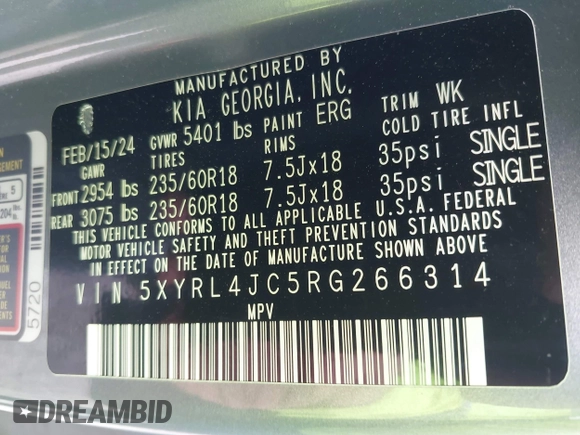 MANUFACTURED BY
KIA GEORGIA, INC.
FEB/15/24 GVWR 5401 lbs PAINT ERG TRIM WK
GAWR TIRES RIMS COLD TIRE INFL
FRONT 2954 lbs 235/60R18 7.5Jx18 35psi SINGLE
REAR 3075 lbs 235/60R18 7.5Jx18 35psi SINGLE
THIS VEHICLE CONFORMS TO ALL APPLICABLE U.S.A. FEDERAL
MOTOR VEHICLE SAFETY AND THEFT PREVENTION STANDARDS
IN EFFECT ON THE DATE OF MANUFACTURE SHOWN ABOVE.
VIN 5XYRL4JC5RG266314
MPV
5
5720
DREAMBID